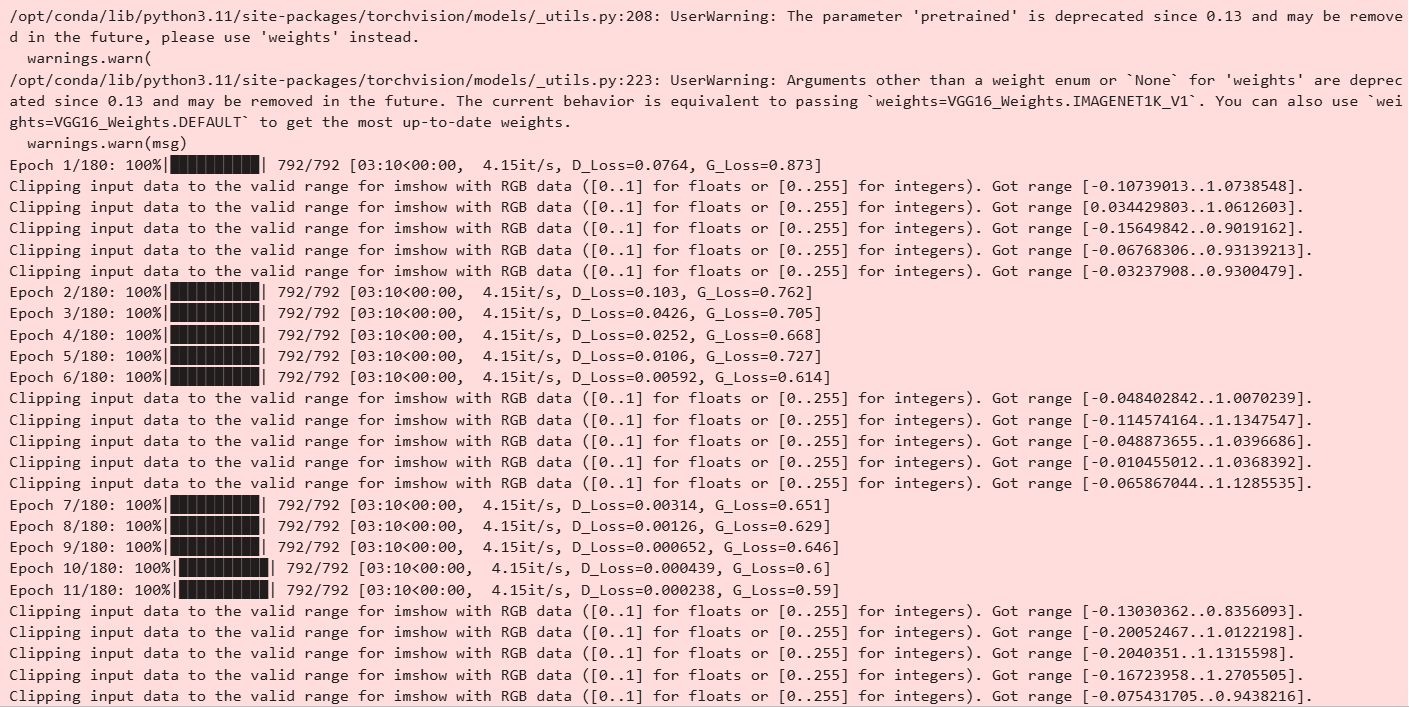 /opt/conda/lib/python3.11/site-packages/torchvision/models/_utils.py:208: UserWarning: The parameter 'pretrained' is deprecated since 0.13 and may be remove
d in the future, please use 'weights' instead.
  warnings.warn(
/opt/conda/lib/python3.11/site-packages/torchvision/models/_utils.py:223: UserWarning: Arguments other than a weight enum or `None` for 'weights' are deprec
ated since 0.13 and may be removed in the future. The current behavior is equivalent to passing `weights=VGG16_Weights.IMAGENET1K_V1`. You can also use `wei
ghts=VGG16_Weights.DEFAULT` to get the most up-to-date weights.
  warnings.warn(msg)
Epoch 1/180: 100%|██████████| 792/792 [03:10<00:00,  4.15it/s, D_Loss=0.0764, G_Loss=0.873]
Clipping input data to the valid range for imshow with RGB data ([0..1] for floats or [0..255] for integers). Got range [-0.10739013..1.0738548].
Clipping input data to the valid range for imshow with RGB data ([0..1] for floats or [0..255] for integers). Got range [0.034429803..1.0612603].
Clipping input data to the valid range for imshow with RGB data ([0..1] for floats or [0..255] for integers). Got range [-0.15649842..0.9019162].
Clipping input data to the valid range for imshow with RGB data ([0..1] for floats or [0..255] for integers). Got range [-0.06768306..0.93139213].
Clipping input data to the valid range for imshow with RGB data ([0..1] for floats or [0..255] for integers). Got range [-0.03237908..0.9300479].
Epoch 2/180: 100%|██████████| 792/792 [03:10<00:00,  4.15it/s, D_Loss=0.103, G_Loss=0.762]
Epoch 3/180: 100%|██████████| 792/792 [03:10<00:00,  4.15it/s, D_Loss=0.0426, G_Loss=0.705]
Epoch 4/180: 100%|██████████| 792/792 [03:10<00:00,  4.15it/s, D_Loss=0.0252, G_Loss=0.668]
Epoch 5/180: 100%|██████████| 792/792 [03:10<00:00,  4.15it/s, D_Loss=0.0106, G_Loss=0.727]
Epoch 6/180: 100%|██████████| 792/792 [03:10<00:00,  4.15it/s, D_Loss=0.00592, G_Loss=0.614]
Clipping input data to the valid range for imshow with RGB data ([0..1] for floats or [0..255] for integers). Got range [-0.048402842..1.0070239].
Clipping input data to the valid range for imshow with RGB data ([0..1] for floats or [0..255] for integers). Got range [-0.114574164..1.1347547].
Clipping input data to the valid range for imshow with RGB data ([0..1] for floats or [0..255] for integers). Got range [-0.048873655..1.0396686].
Clipping input data to the valid range for imshow with RGB data ([0..1] for floats or [0..255] for integers). Got range [-0.010455012..1.0368392].
Clipping input data to the valid range for imshow with RGB data ([0..1] for floats or [0..255] for integers). Got range [-0.065867044..1.1285535].
Epoch 7/180: 100%|██████████| 792/792 [03:10<00:00,  4.15it/s, D_Loss=0.00314, G_Loss=0.651]
Epoch 8/180: 100%|██████████| 792/792 [03:10<00:00,  4.15it/s, D_Loss=0.00126, G_Loss=0.629]
Epoch 9/180: 100%|██████████| 792/792 [03:10<00:00,  4.15it/s, D_Loss=0.000652, G_Loss=0.646]
Epoch 10/180: 100%|██████████| 792/792 [03:10<00:00,  4.15it/s, D_Loss=0.000439, G_Loss=0.6]
Epoch 11/180: 100%|██████████| 792/792 [03:10<00:00,  4.15it/s, D_Loss=0.000238, G_Loss=0.59]
Clipping input data to the valid range for imshow with RGB data ([0..1] for floats or [0..255] for integers). Got range [-0.13030362..0.8356093].
Clipping input data to the valid range for imshow with RGB data ([0..1] for floats or [0..255] for integers). Got range [-0.20052467..1.0122198].
Clipping input data to the valid range for imshow with RGB data ([0..1] for floats or [0..255] for integers). Got range [-0.2040351..1.1315598].
Clipping input data to the valid range for imshow with RGB data ([0..1] for floats or [0..255] for integers). Got range [-0.16723958..1.2705505].
Clipping input data to the valid range for imshow with RGB data ([0..1] for floats or [0..255] for integers). Got range [-0.075431705..0.9438216].